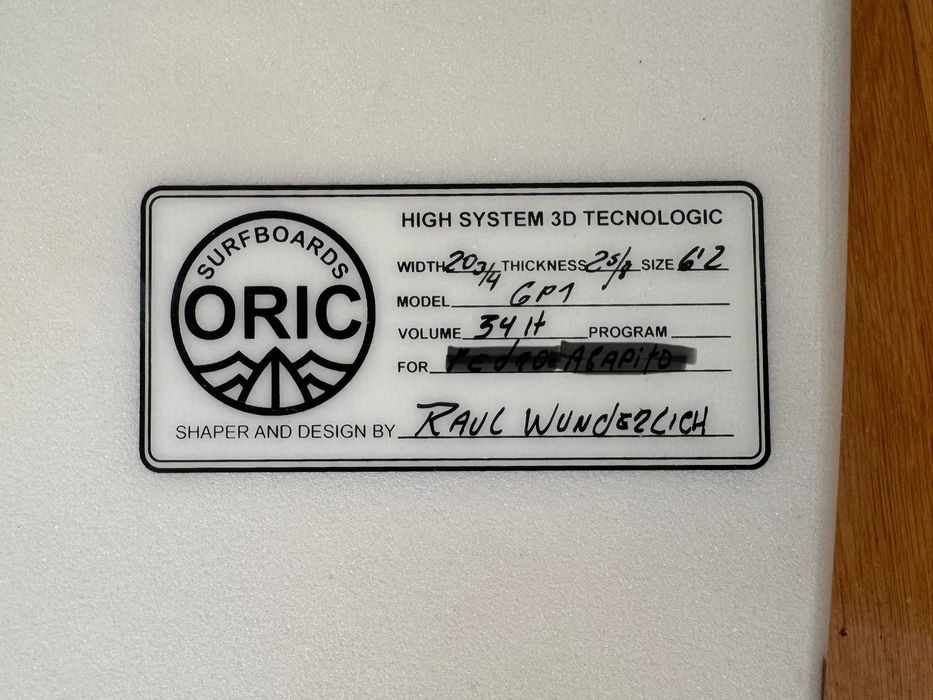 SURFBOARDS
ORIC
HIGH SYSTEM 3D TECNOLOGIC
WIDTH 20 3/4 THICKNESS 2 5/8 SIZE 6'2
MODEL GP1
VOLUME 34 lt PROGRAM
FOR
SHAPER AND DESIGN BY RAUL WUNdERLICH